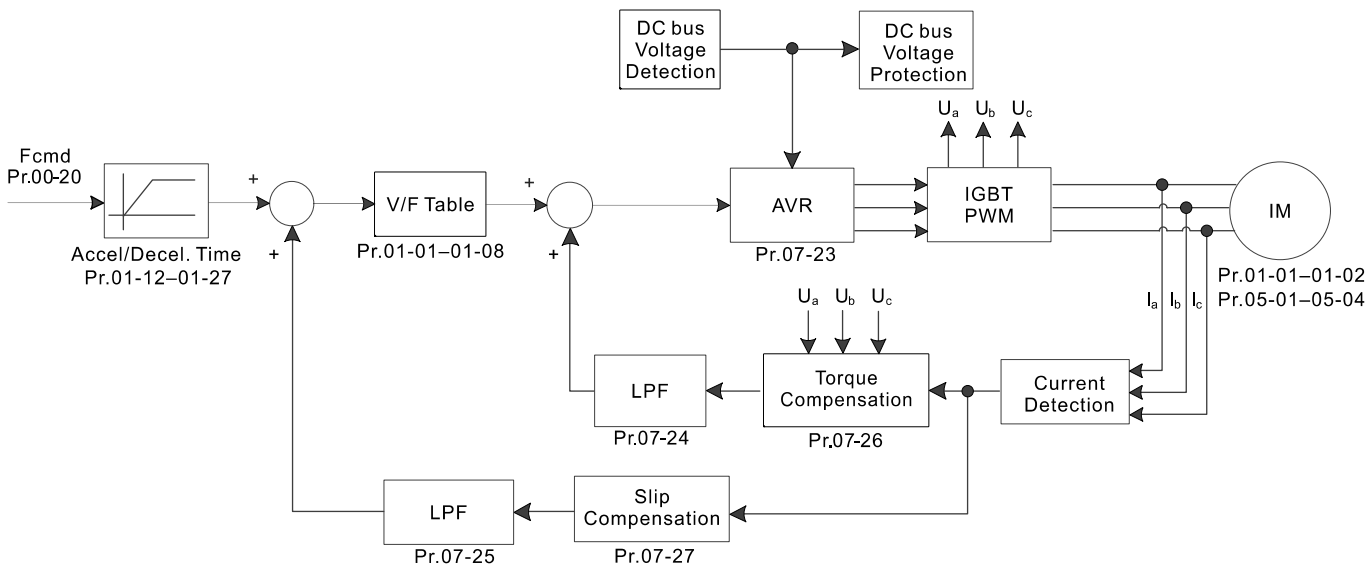 DC bus
Voltage
Detection
DC bus
Voltage
Protection
Ua Ub Uc
Fcmd
Pr.00-20
+
+
V/F Table
AVR
IGBT
PWM
IM
Accel/Decel. Time
Pr.01-12–01-27
+
Pr.01-01–01-08
+
Pr.07-23
Pr.01-01–01-02
Pr.05-01–05-04
Ia Ib Ic
Ua Ub Uc
LPF
Torque
Compensation
Current
Detection
Pr.07-24
Pr.07-26
LPF
Slip
Compensation
Pr.07-25
Pr.07-27